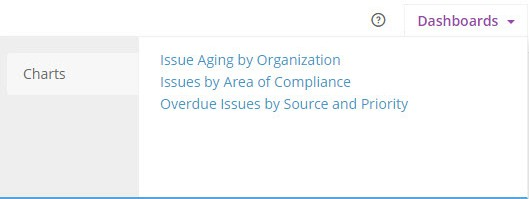 Dashboards
Charts
Issue Aging by Organization
Issues by Area of Compliance
Overdue Issues by Source and Priority